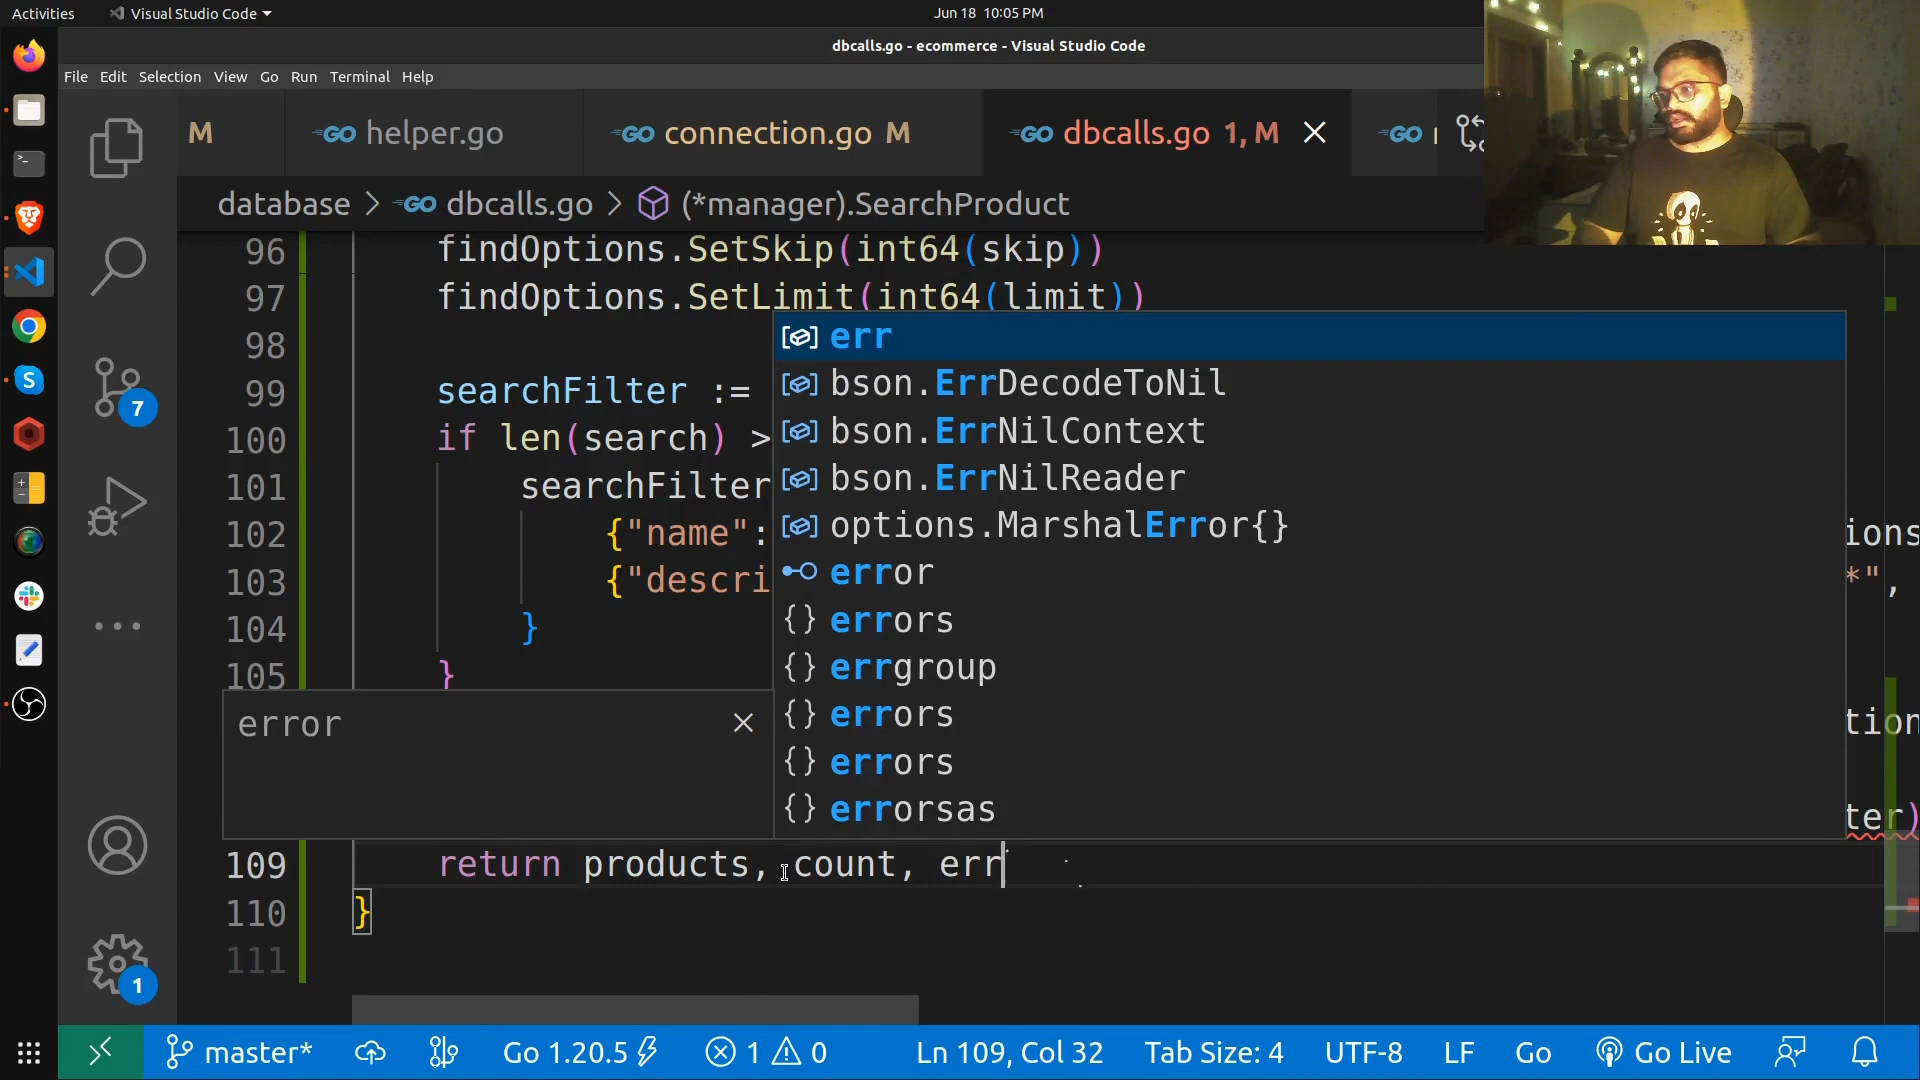 Activities
Visual Studio Code
Jun 18 10:05 PM
dbcalls.go - ecommerce - Visual Studio Code
File Edit Selection View Go Run Terminal Help
M
GO helper.go
GO connection.go M
GO dbcalls.go 1, M
GO
database > GO dbcalls.go > (*manager).SearchProduct
96 findOptions.SetSkip(int64(skip))
97 findOptions.SetLimit(int64(limit))
98
99 searchFilter :=
100 if len(search) >
101 searchFilter
102 {"name":
103 {"descri
104 }
105 }
err
bson.ErrDecodeToNil
bson.ErrNilContext
bson.ErrNilReader
options.MarshalError{}
error
{} errors
{} errgroup
{} errors
{} errors
{} errorsas
ions
*",
tion
ter)
error
109 return products, count, err
110 }
111
7
1
S
master*
Go 1.20.5
1 0
Ln 109, Col 32
Tab Size: 4
UTF-8
LF
Go
Go Live